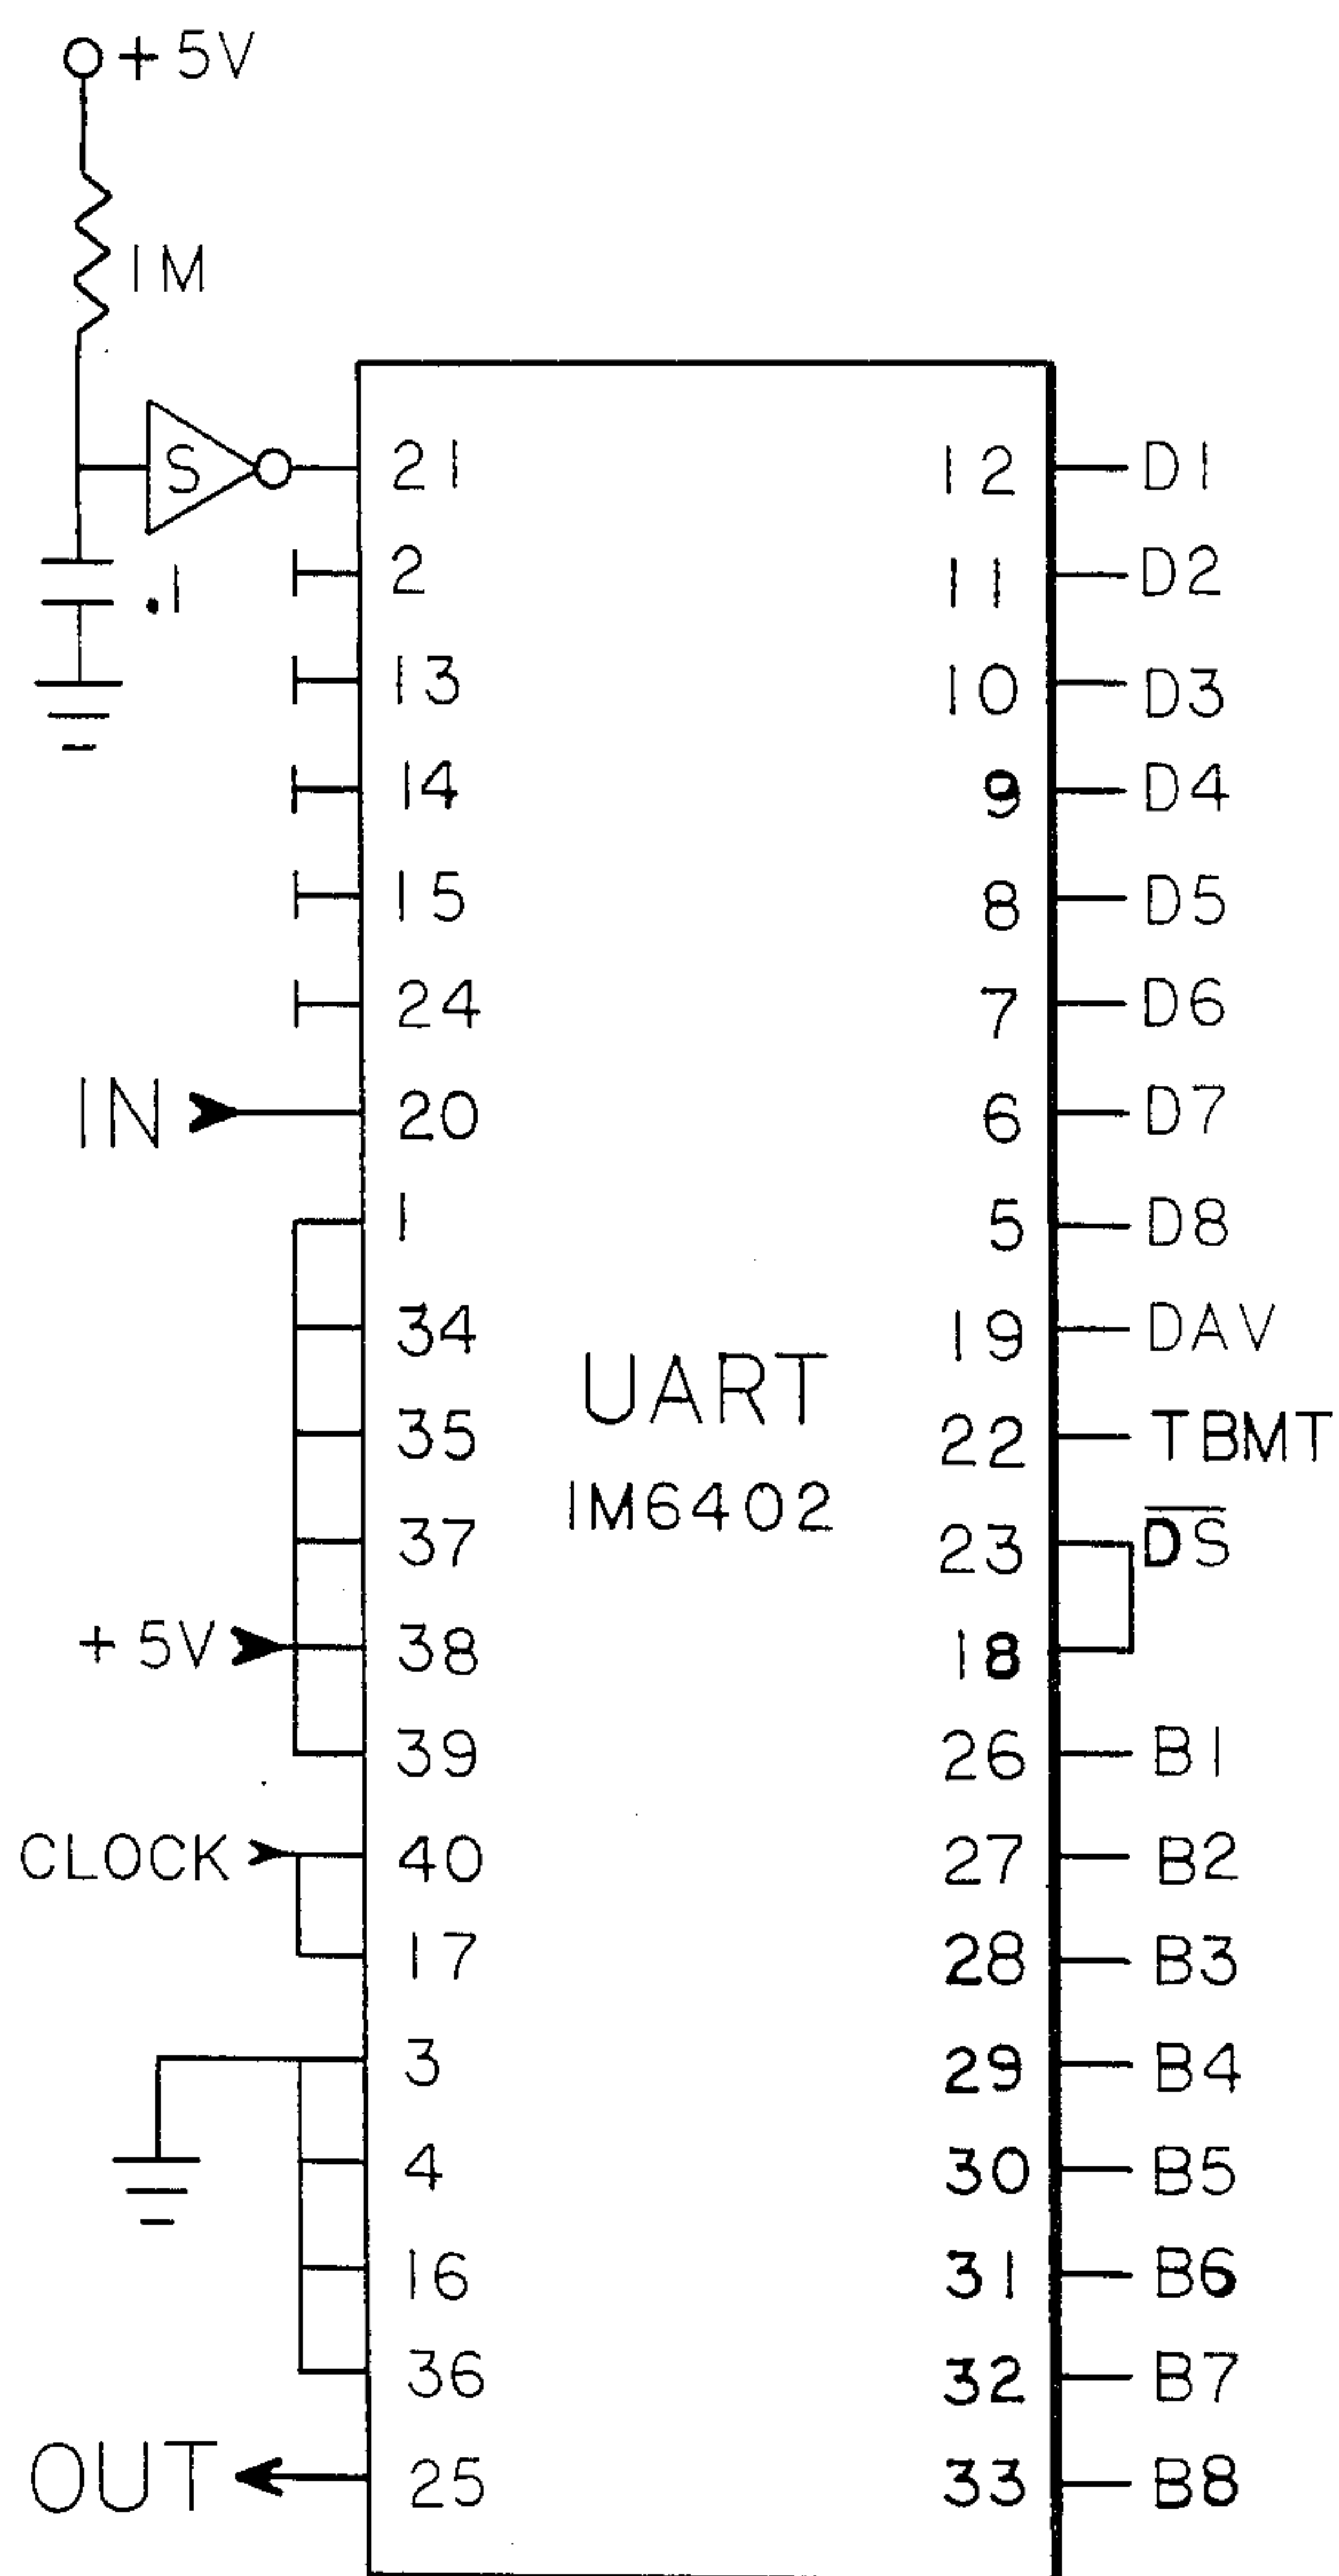 +5V
1M
S 21 12 D1
.1 2 11 D2
13 10 D3
14 9 D4
15 8 D5
24 7 D6
IN 20 6 D7
1 5 D8
34 19 DAV
UART
35 22 TBMT
IM6402
37 23 D̅S̅
+5V 38 18
39 26 B1
CLOCK 40 27 B2
17 28 B3
3 29 B4
4 30 B5
16 31 B6
36 32 B7
OUT 25 33 B8